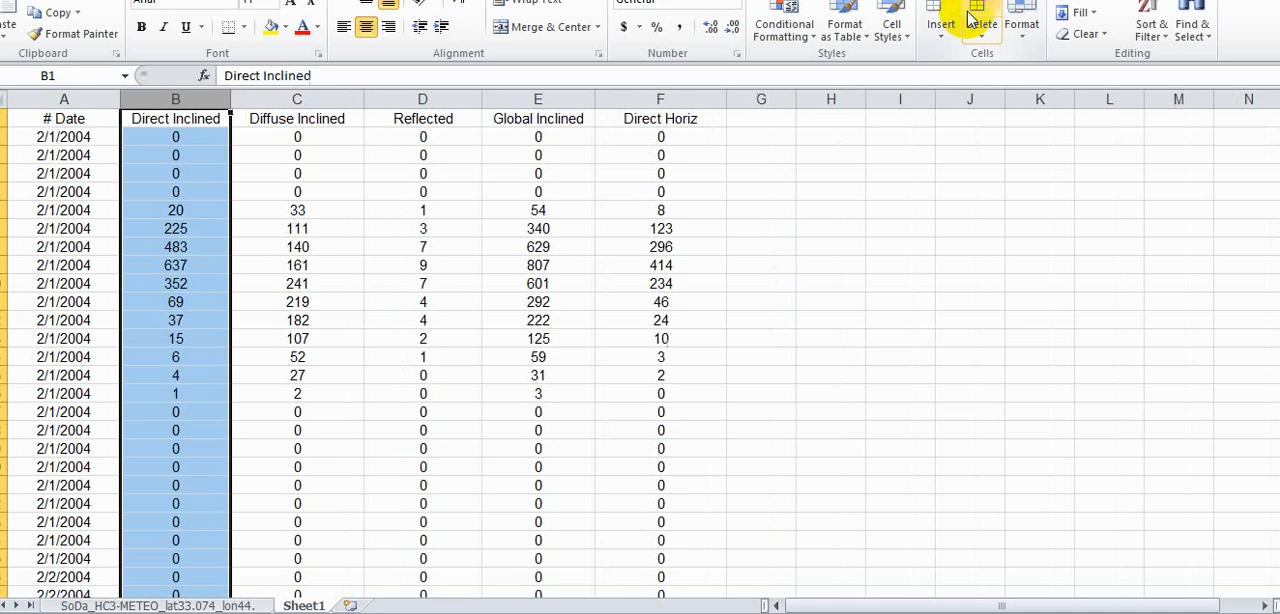 Copy
Format Painter
Clipboard
B I U
Font
Merge & Center
Alignment
$ % ,
Number
Conditional Formatting
Format as Table
Cell Styles
Styles
Insert Delete Format
Cells
Fill
Clear
Sort & Filter
Find & Select
Editing
B1 fx Direct Inclined
A B C D E F G H I J K L M N
# Date Direct Inclined Diffuse Inclined Reflected Global Inclined Direct Horiz
2/1/2004 0 0 0 0 0
2/1/2004 0 0 0 0 0
2/1/2004 0 0 0 0 0
2/1/2004 0 0 0 0 0
2/1/2004 20 33 1 54 8
2/1/2004 225 111 3 340 123
2/1/2004 483 140 7 629 296
2/1/2004 637 161 9 807 414
2/1/2004 352 241 7 601 234
2/1/2004 69 219 4 292 46
2/1/2004 37 182 4 222 24
2/1/2004 15 107 2 125 10
2/1/2004 6 52 1 59 3
2/1/2004 4 27 0 31 2
2/1/2004 1 2 0 3 0
2/1/2004 0 0 0 0 0
2/1/2004 0 0 0 0 0
2/1/2004 0 0 0 0 0
2/1/2004 0 0 0 0 0
2/1/2004 0 0 0 0 0
2/1/2004 0 0 0 0 0
2/1/2004 0 0 0 0 0
2/1/2004 0 0 0 0 0
2/1/2004 0 0 0 0 0
2/2/2004 0 0 0 0 0
2/2/2004 0 0 0 0 0
SoDa_HC3-METEO_lat33.074_lon44. Sheet1